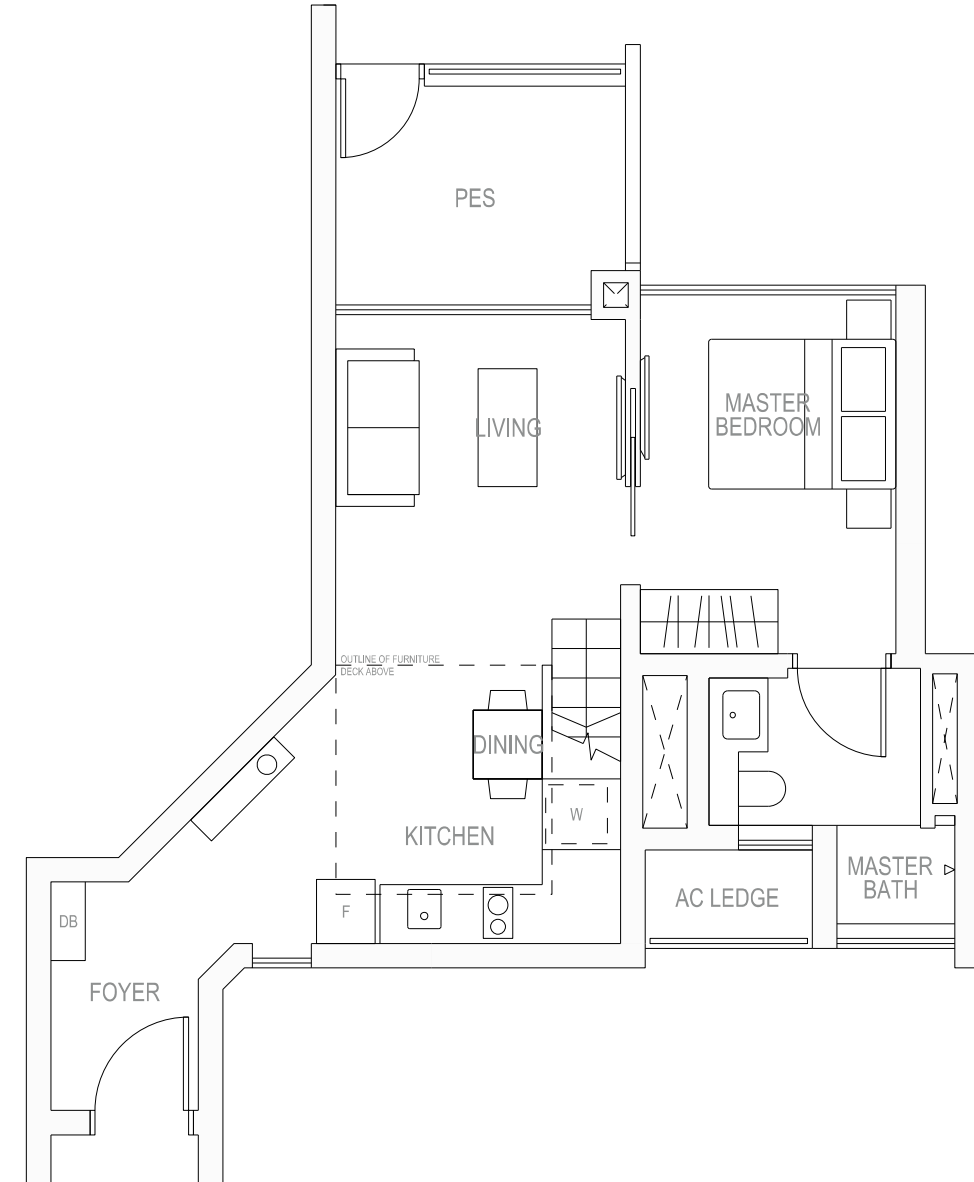 PES
LIVING
MASTER
BEDROOM
OUTLINE OF FURNITURE
DECK ABOVE
DINING
W
KITCHEN
MASTER
BATH
AC LEDGE
F
DB
FOYER